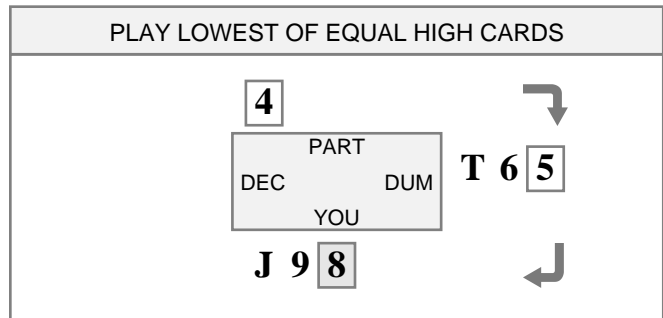 PLAY LOWEST OF EQUAL HIGH CARDS
4
PART
DEC DUM
YOU
T 6 5
J 9 8